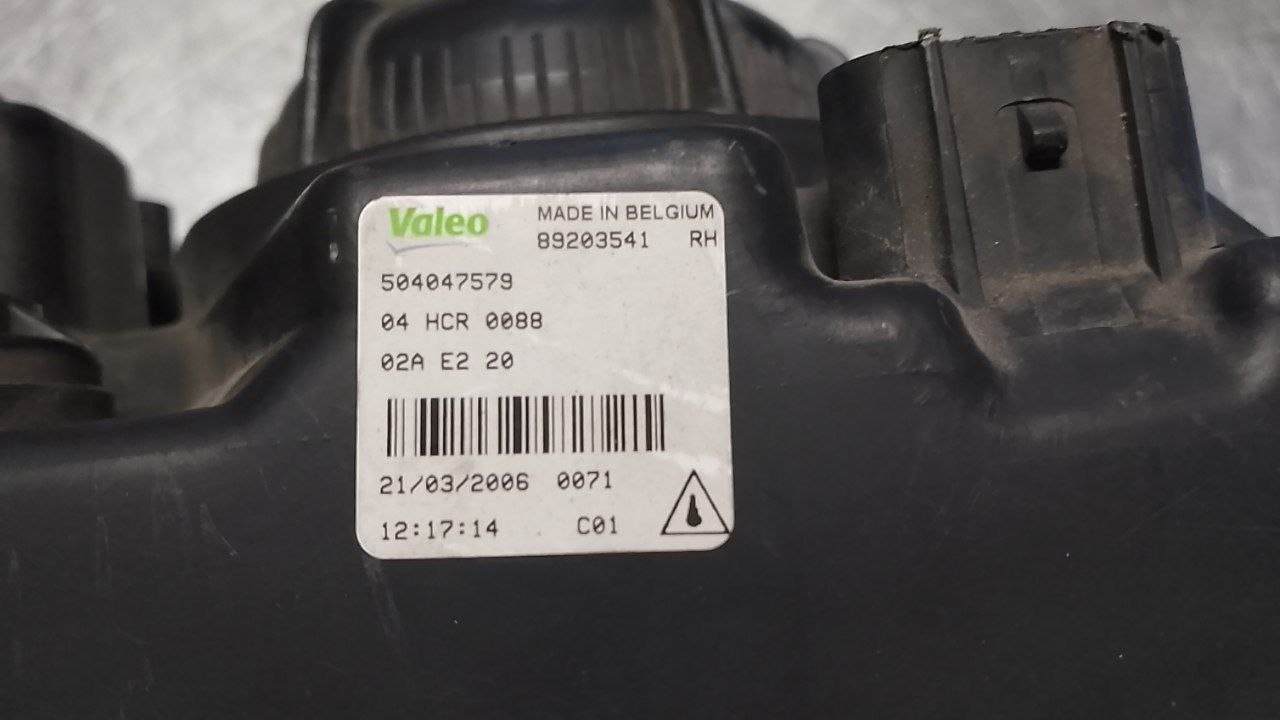 Valeo
MADE IN BELGIUM
89203541 RH
504047579
04 HCR 0088
02A E2 20
21/03/2006 0071
12:17:14 C01